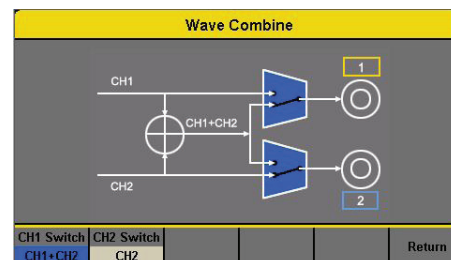 Wave Combine
1
CH1
CH1+CH2
CH2
2
CH1 Switch CH2 Switch
CH1+CH2 CH2 Return